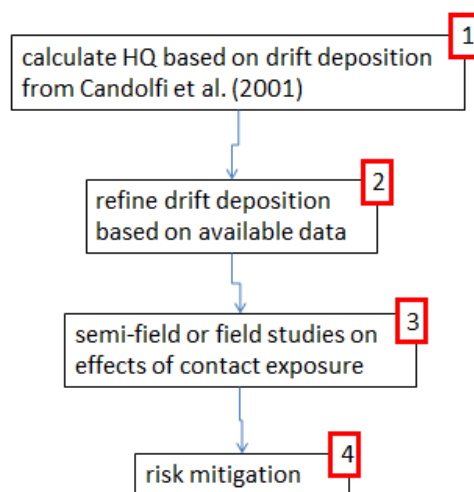 1
calculate HQ based on drift deposition
from Candolfi et al. (2001)
2
refine drift deposition
based on available data
3
semi-field or field studies on
effects of contact exposure
4
risk mitigation